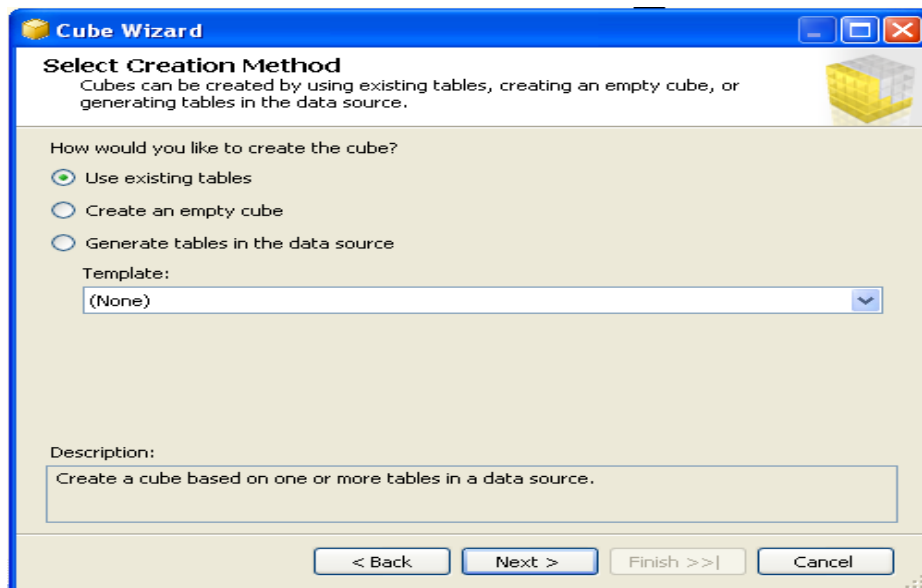 Cube Wizard
Select Creation Method
Cubes can be created by using existing tables, creating an empty cube, or
generating tables in the data source.
How would you like to create the cube?
Use existing tables
Create an empty cube
Generate tables in the data source
Template:
(None)
Description:
Create a cube based on one or more tables in a data source.
< Back
Next >
Finish >>|
Cancel